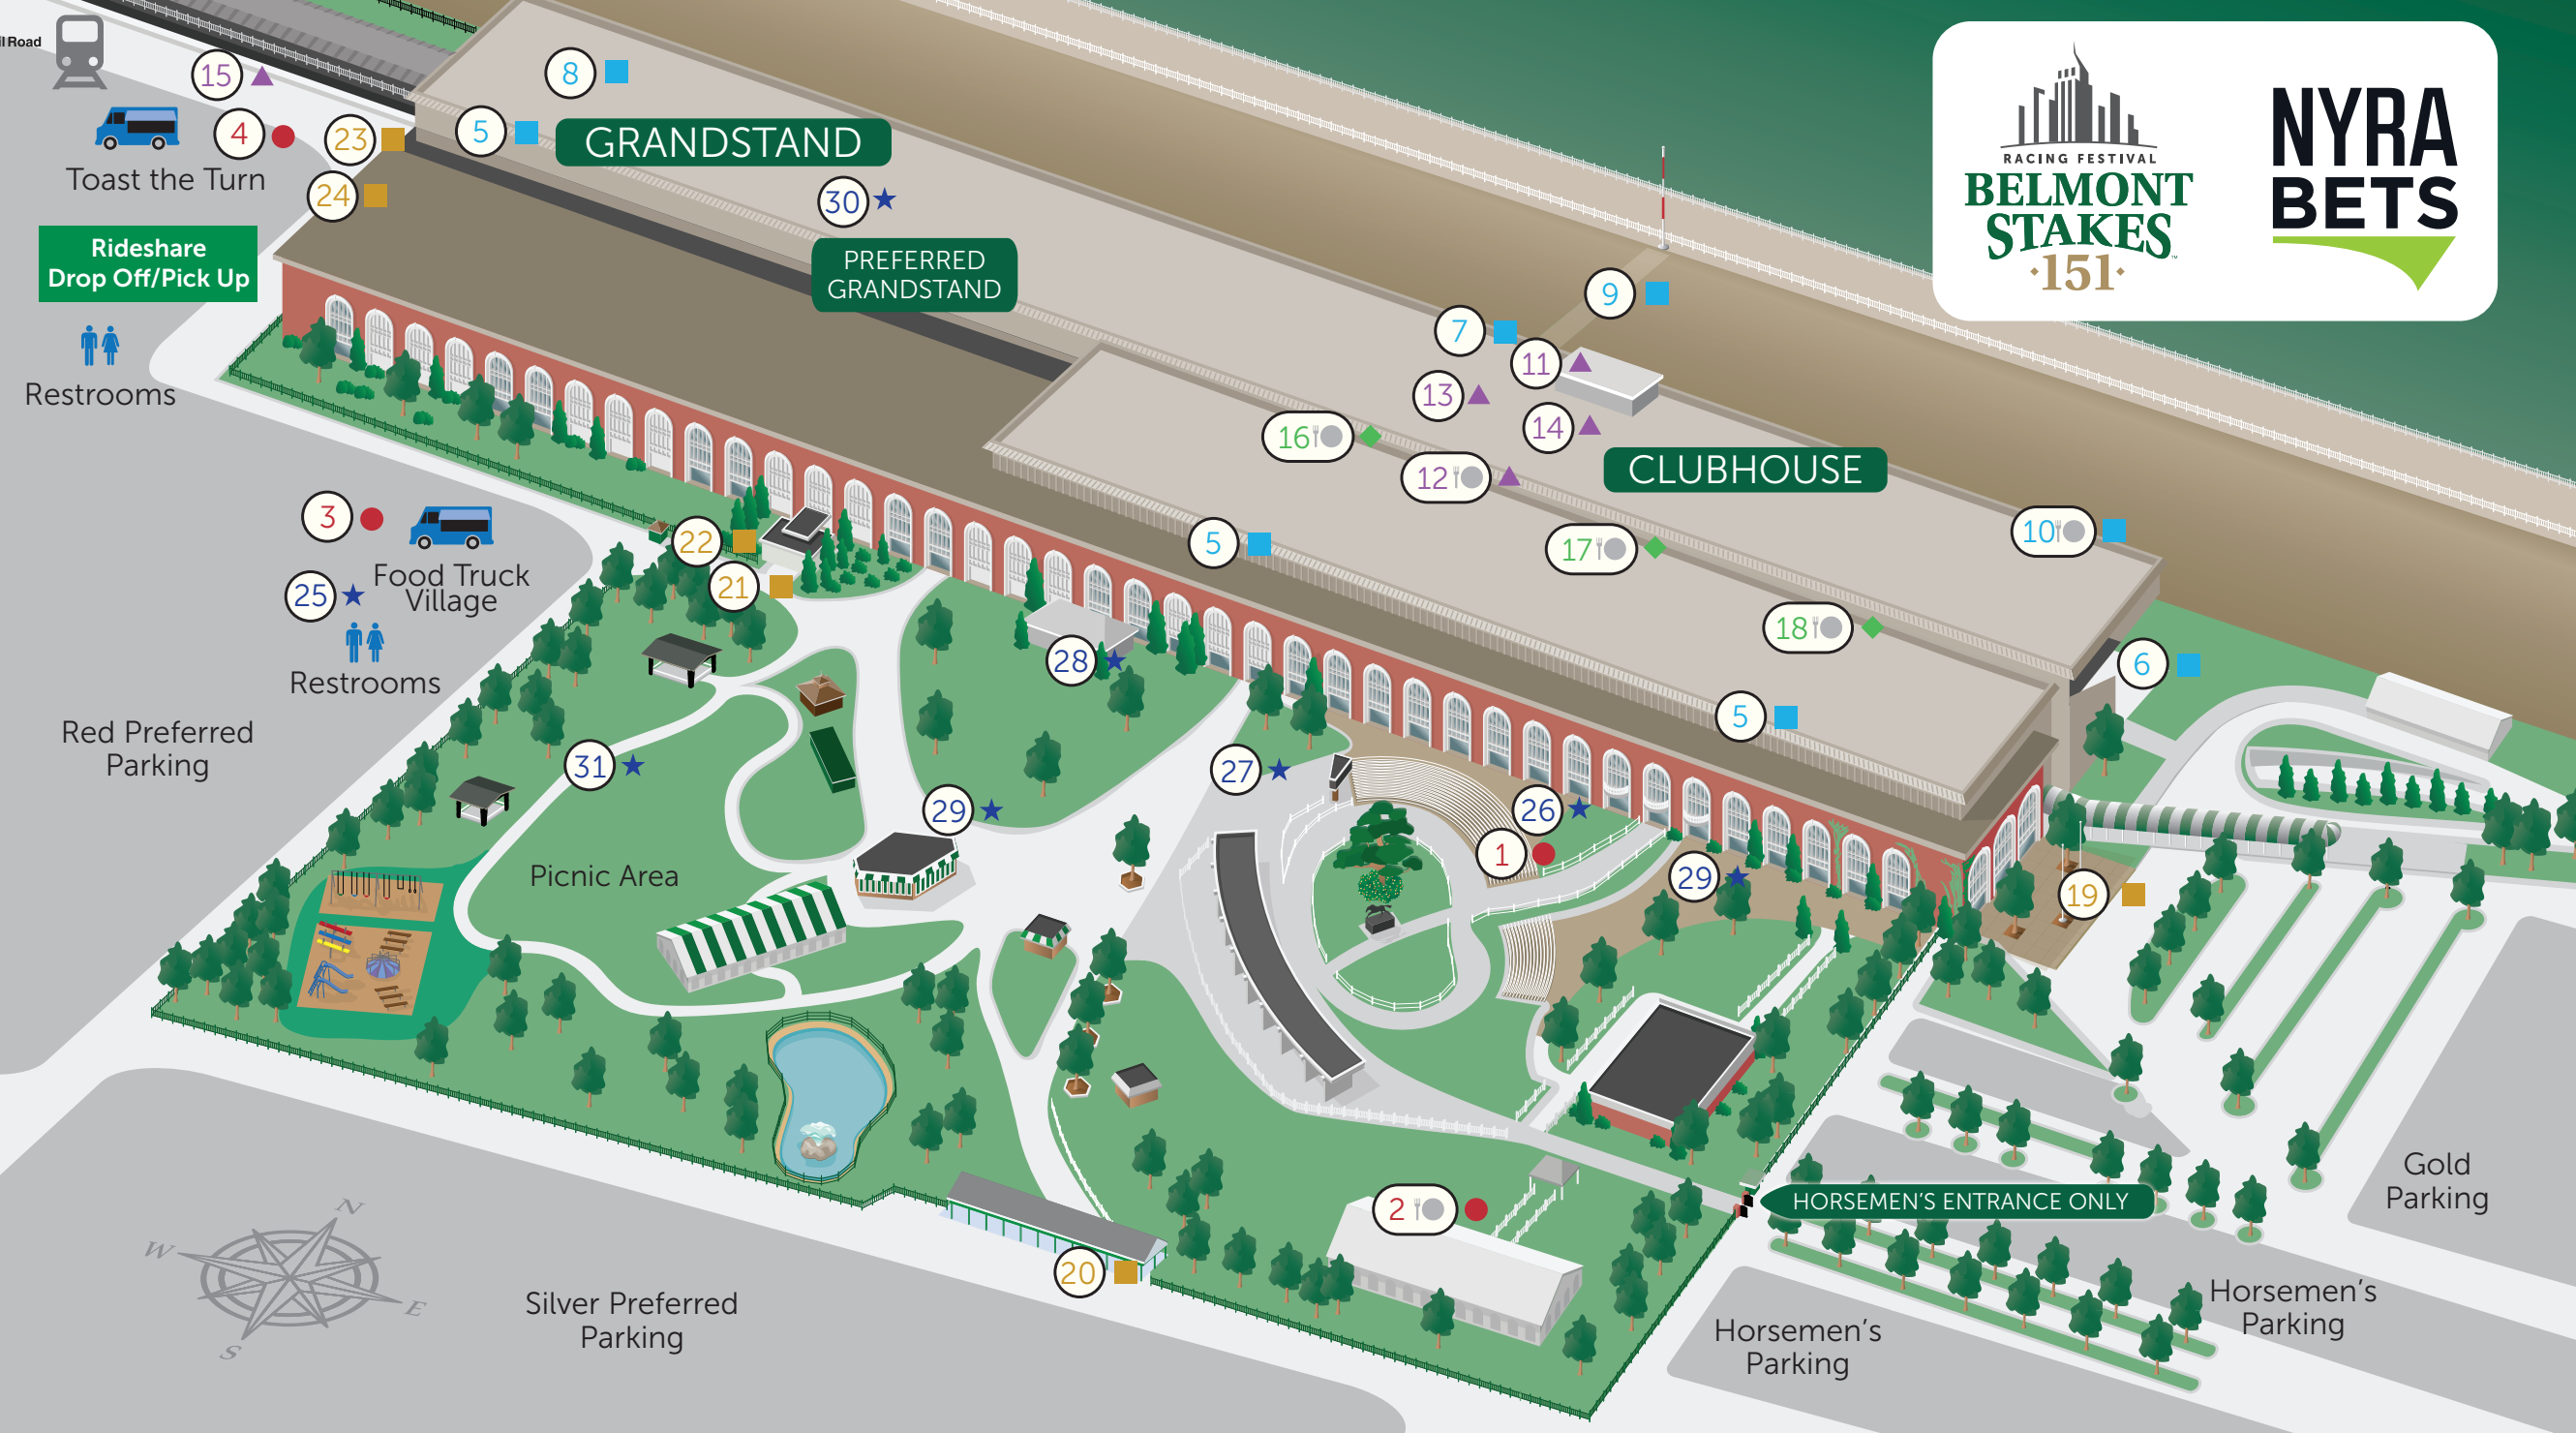 Road
15
8
4
23
5
GRANDSTAND
Toast the Turn
24
30
Rideshare
Drop Off/Pick Up
PREFERRED
GRANDSTAND
RACING FESTIVAL
BELMONT
STAKES
™
·151·
NYRA
BETS
9
7
11
13
14
Restrooms
16
12
CLUBHOUSE
3
22
5
17
10
Food Truck
Village
25
21
18
28
6
Restrooms
Red Preferred
Parking
5
31
27
29
26
1
Picnic Area
29
19
Gold
Parking
HORSEMEN'S ENTRANCE ONLY
2
N
W
E
S
20
Silver Preferred
Parking
Horsemen's
Parking
Horsemen's
Parking